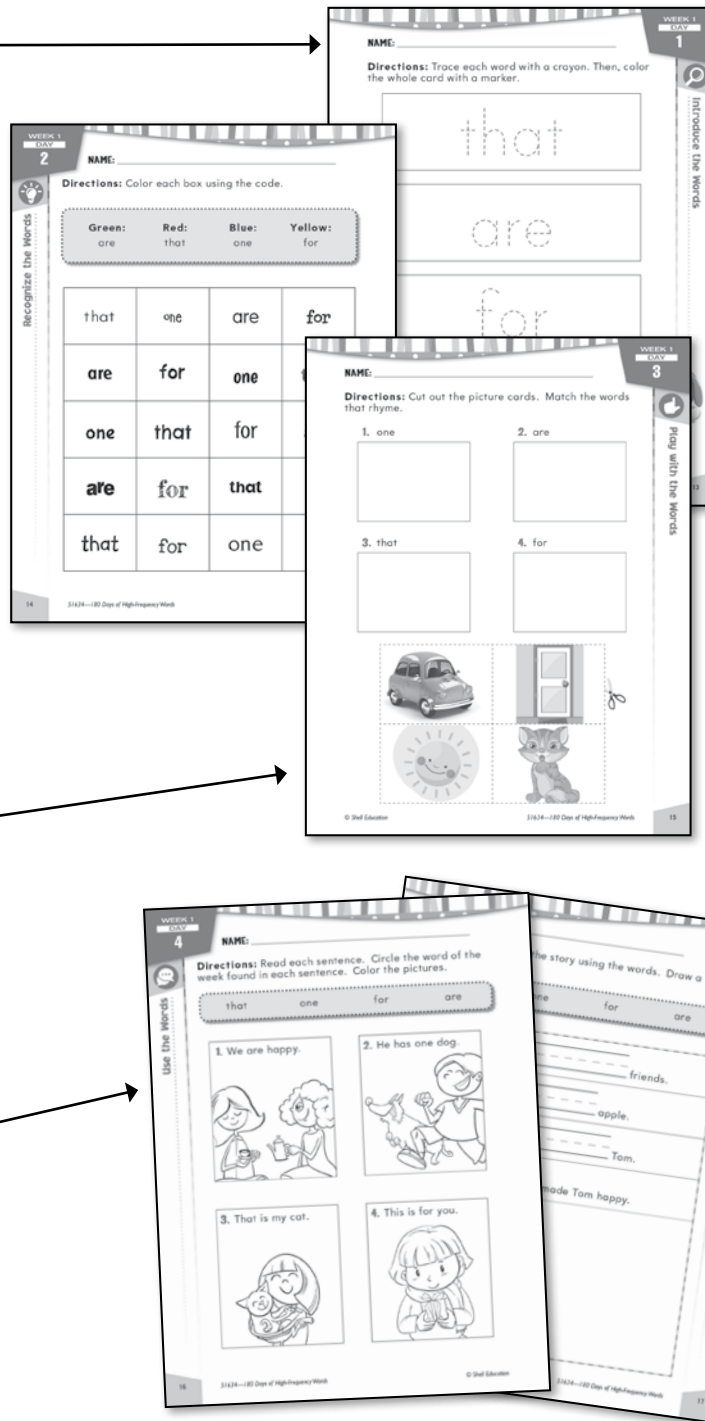 WEEK 1
DAY
1
NAME:
Directions: Trace each word with a crayon. Then, color
the whole card with a marker.
that
are
for
Introduce the Words
13
WEEK 1
DAY
2
NAME:
Directions: Color each box using the code.
Green: Red: Blue: Yellow:
are that one for
that one are for
are for one
one that for
are for that
that for one
Recognize the Words
14 51634—180 Days of High-Frequency Words
WEEK 1
DAY
3
NAME:
Directions: Cut out the picture cards. Match the words
that rhyme.
1. one 2. are
3. that 4. for
Play with the Words
© Shell Education 51634—180 Days of High-Frequency Words 15
WEEK 1
DAY
4
NAME:
Directions: Read each sentence. Circle the word of the
week found in each sentence. Color the pictures.
that one for are
1. We are happy. 2. He has one dog.
3. That is my cat. 4. This is for you.
Use the Words
16 51634—180 Days of High-Frequency Words © Shell Education
the story using the words. Draw a
for are
friends.
apple.
Tom.
made Tom happy.
51634—180 Days of High-Frequency Words